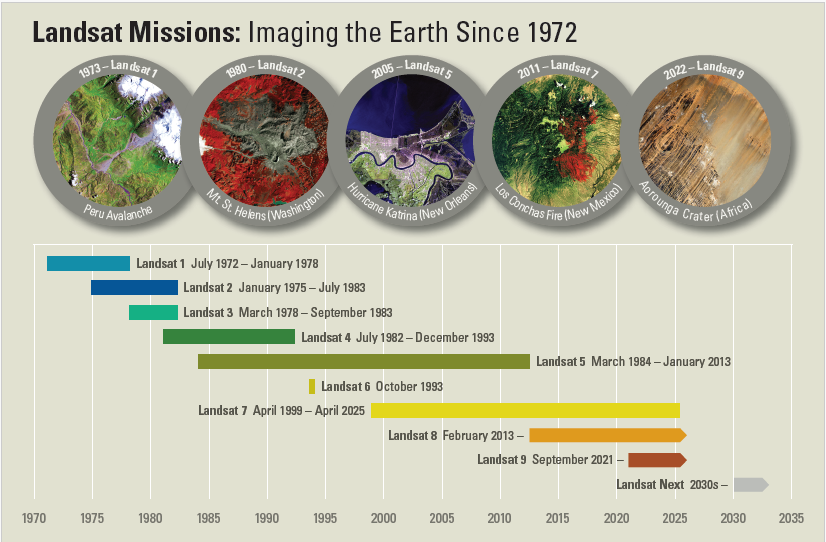 Landsat Missions: Imaging the Earth Since 1972
1973 – Landsat 1
Peru Avalanche
1980 – Landsat 2
Mt. St. Helens (Washington)
2005 – Landsat 5
Hurricane Katrina (New Orleans)
2011 – Landsat 7
Los Conchas Fire (New Mexico)
2022 – Landsat 9
Aorounga Crater (Africa)
Landsat 1 July 1972 – January 1978
Landsat 2 January 1975 – July 1983
Landsat 3 March 1978 – September 1983
Landsat 4 July 1982 – December 1993
Landsat 5 March 1984 – January 2013
Landsat 6 October 1993
Landsat 7 April 1999 – April 2025
Landsat 8 February 2013 –
Landsat 9 September 2021 –
Landsat Next 2030s –
1970 1975 1980 1985 1990 1995 2000 2005 2010 2015 2020 2025 2030 2035